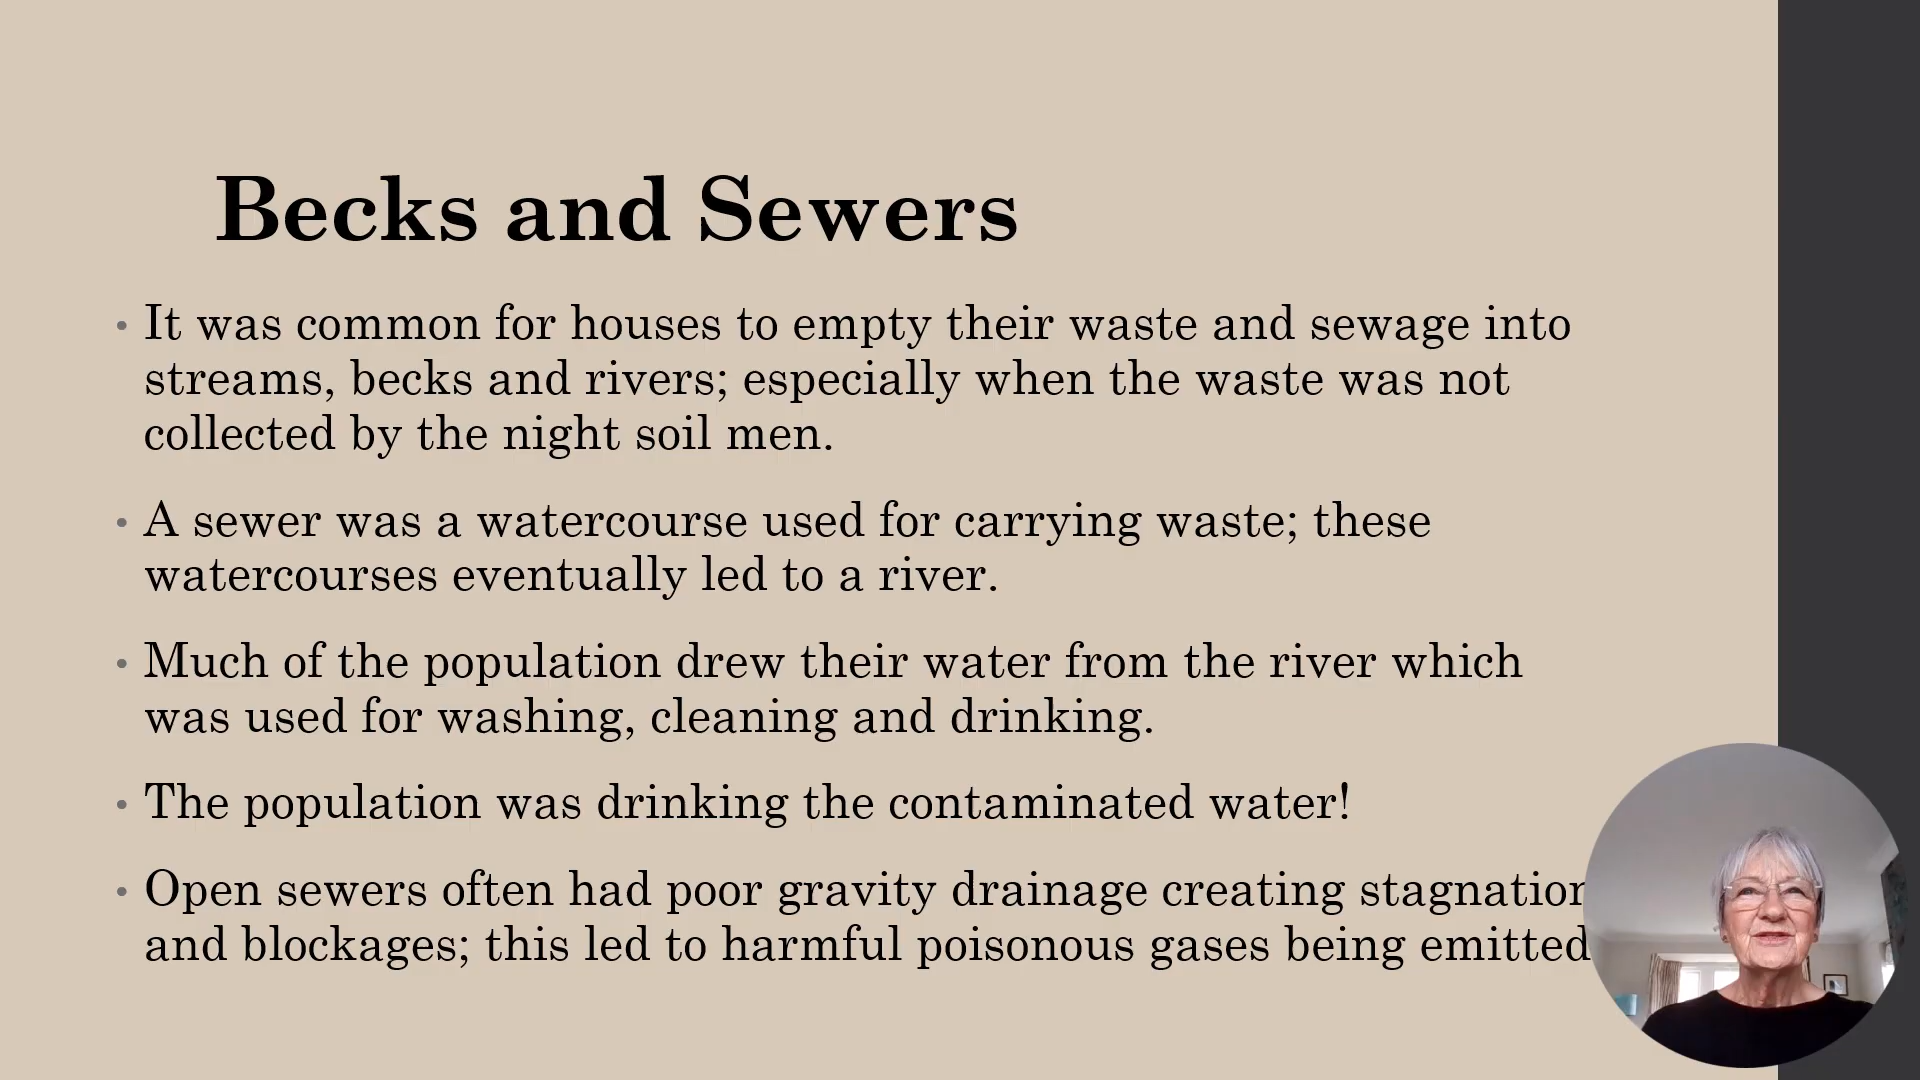 Becks and Sewers
• It was common for houses to empty their waste and sewage into
streams, becks and rivers; especially when the waste was not
collected by the night soil men.
• A sewer was a watercourse used for carrying waste; these
watercourses eventually led to a river.
• Much of the population drew their water from the river which
was used for washing, cleaning and drinking.
• The population was drinking the contaminated water!
• Open sewers often had poor gravity drainage creating stagnation
and blockages; this led to harmful poisonous gases being emitted